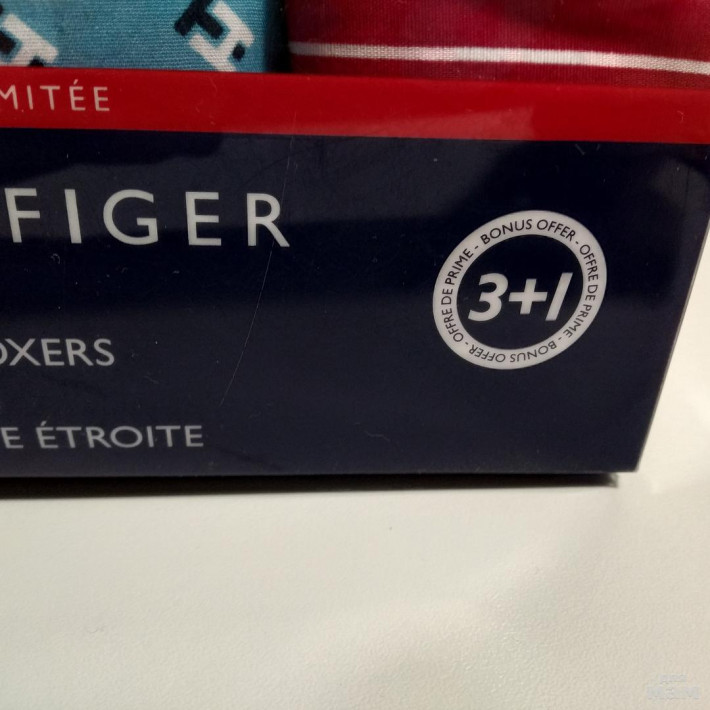 MITÉE
FIGER
OXERS
E ÉTROITE
BONUS OFFER - OFFRE DE PRIME - BONUS OFFER - OFFRE DE PRIME -
3+1